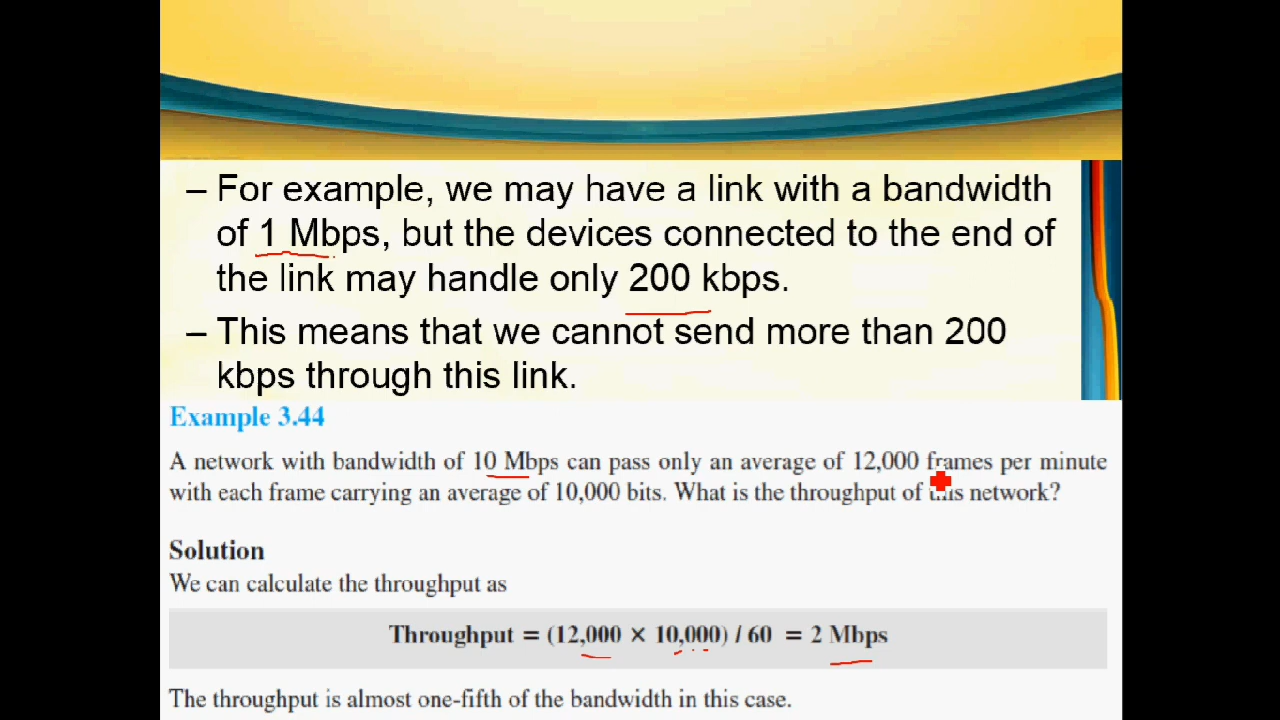 – For example, we may have a link with a bandwidth
of 1 Mbps, but the devices connected to the end of
the link may handle only 200 kbps.
– This means that we cannot send more than 200
kbps through this link.
Example 3.44
A network with bandwidth of 10 Mbps can pass only an average of 12,000 frames per minute
with each frame carrying an average of 10,000 bits. What is the throughput of this network?
Solution
We can calculate the throughput as
Throughput = (12,000 × 10,000) / 60 = 2 Mbps
The throughput is almost one-fifth of the bandwidth in this case.